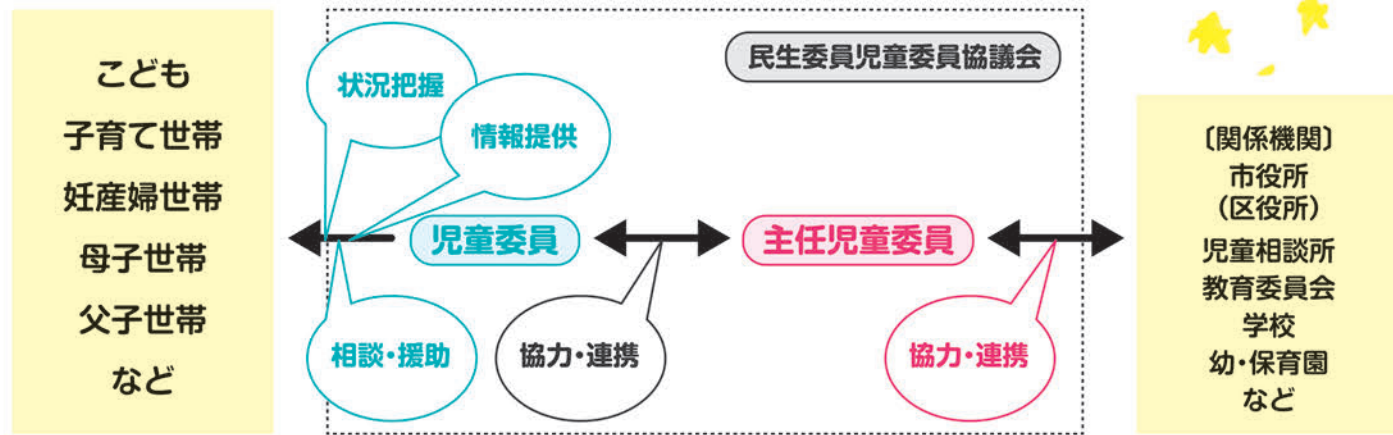 こども
子育て世帯
妊産婦世帯
母子世帯
父子世帯
など
民生委員児童委員協議会
状況把握
情報提供
児童委員
主任児童委員
相談・援助
協力・連携
協力・連携
〔関係機関〕
市役所
（区役所）
児童相談所
教育委員会
学校
幼・保育園
など